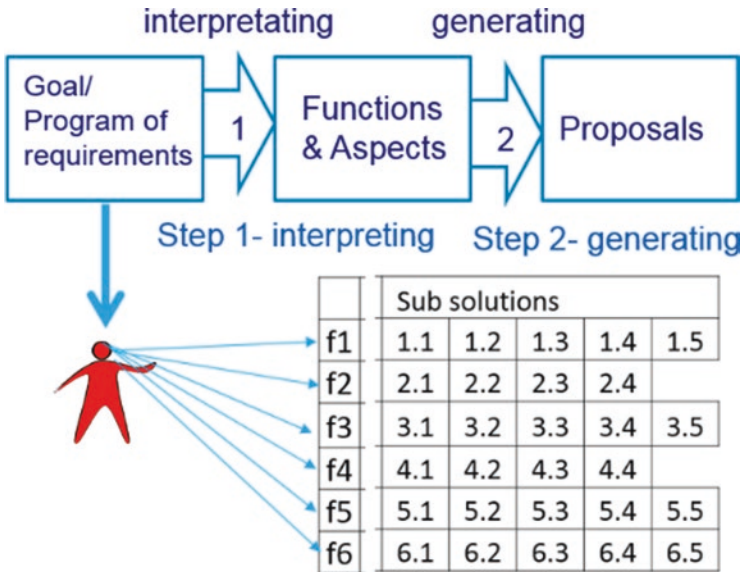 interpretating generating
Goal/
Program of
requirements
1
Functions
& Aspects
2
Proposals
Step 1- interpreting Step 2- generating
Sub solutions
f1 1.1 1.2 1.3 1.4 1.5
f2 2.1 2.2 2.3 2.4
f3 3.1 3.2 3.3 3.4 3.5
f4 4.1 4.2 4.3 4.4
f5 5.1 5.2 5.3 5.4 5.5
f6 6.1 6.2 6.3 6.4 6.5